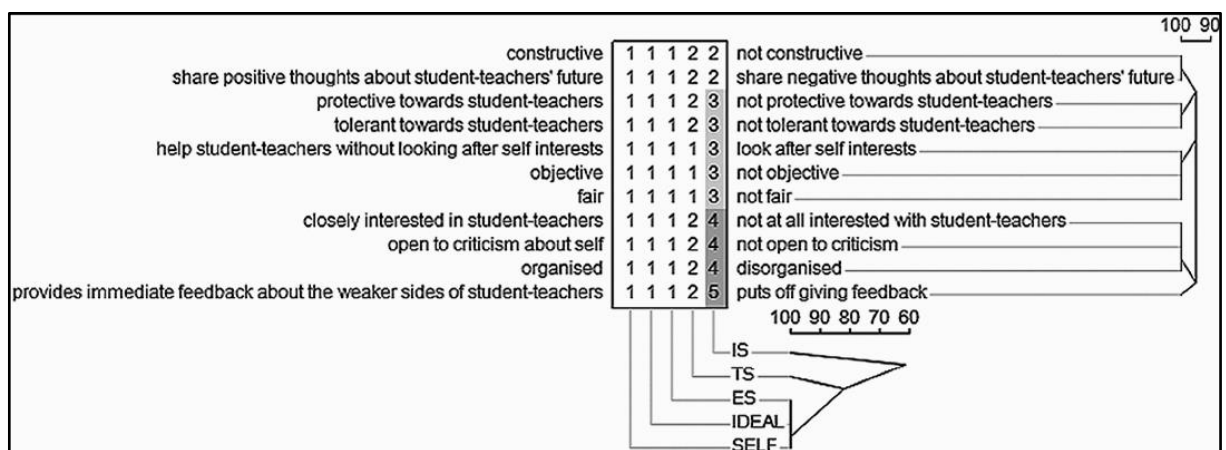 100 90
constructive 1 1 1 2 2 not constructive
share positive thoughts about student-teachers' future 1 1 1 2 2 share negative thoughts about student-teachers' future
protective towards student-teachers 1 1 1 2 3 not protective towards student-teachers
tolerant towards student-teachers 1 1 1 2 3 not tolerant towards student-teachers
help student-teachers without looking after self interests 1 1 1 1 3 look after self interests
objective 1 1 1 1 3 not objective
fair 1 1 1 1 3 not fair
closely interested in student-teachers 1 1 1 2 4 not at all interested with student-teachers
open to criticism about self 1 1 1 2 4 not open to criticism
organised 1 1 1 2 4 disorganised
provides immediate feedback about the weaker sides of student-teachers 1 1 1 2 5 puts off giving feedback
100 90 80 70 60
IS
TS
ES
IDEAL
SELF